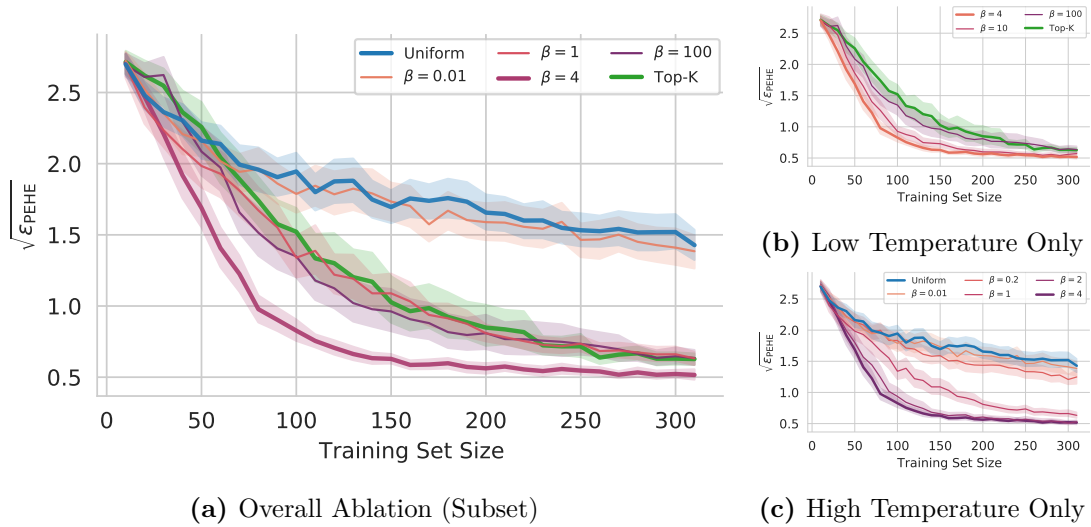 Uniform
β = 0.01
β = 1
β = 4
β = 100
Top-K
2.5
2.0
1.5
1.0
0.5
√εPEHE
0
50
100
150
200
250
300
Training Set Size
(a) Overall Ablation (Subset)
β = 4
β = 10
β = 100
Top-K
2.5
2.0
1.5
1.0
0.5
√εPEHE
0
50
100
150
200
250
300
Training Set Size
(b) Low Temperature Only
Uniform
β = 0.01
β = 0.2
β = 1
β = 2
β = 4
2.5
2.0
1.5
1.0
0.5
√εPEHE
0
50
100
150
200
250
300
Training Set Size
(c) High Temperature Only